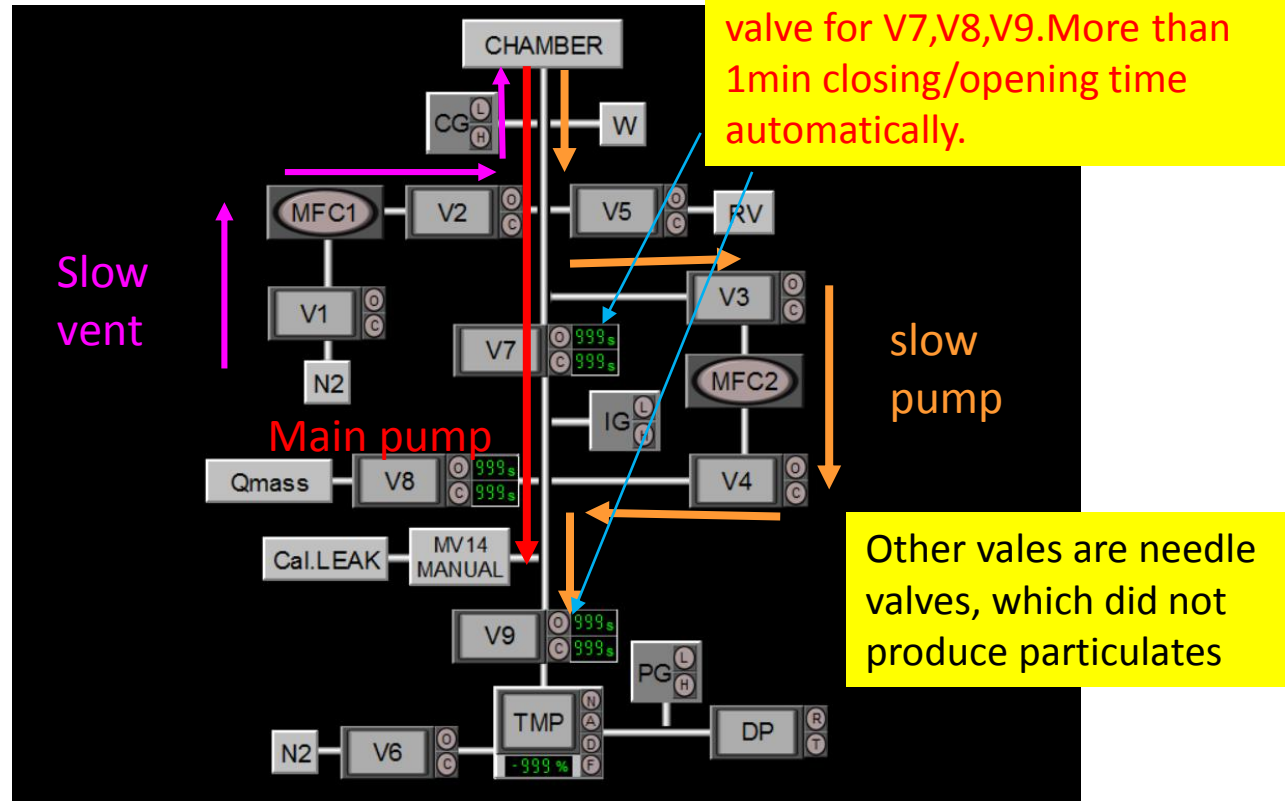 valve for V7,V8,V9.More than
1min closing/opening time
automatically.
CHAMBER
CG
L
H
W
MFC1
V2
O
C
V5
O
C
RV
Slow
vent
V1
O
C
N2
V3
O
C
V7
O 999s
C 999s
MFC2
slow
pump
IG
L
H
Main pump
Qmass
V8
O 999s
C 999s
V4
O
C
Cal.LEAK
MV14
MANUAL
Other vales are needle
valves, which did not
produce particulates
V9
O 999s
C 999s
PG
L
H
TMP
N
A
D
F
-999 %
DP
R
T
N2
V6
O
C